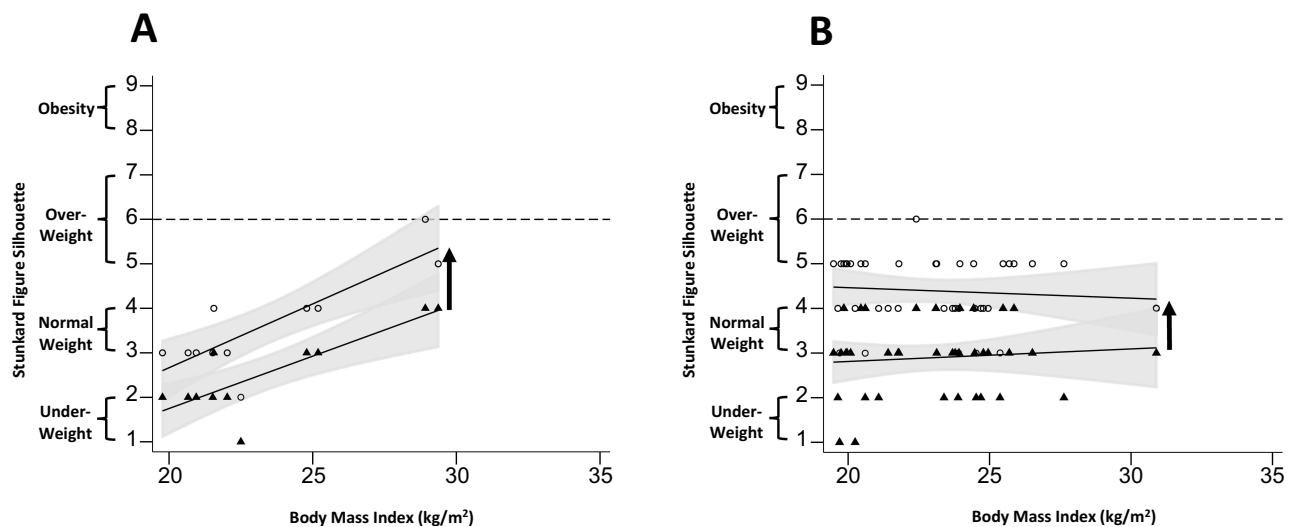 A
Stunkard Figure Silhouette
Obesity
Over-
Weight
Normal
Weight
Under-
Weight
9
8
7
6
5
4
3
2
1
20
25
30
35
Body Mass Index (kg/m²)
B
Stunkard Figure Silhouette
Obesity
Over-
Weight
Normal
Weight
Under-
Weight
9
8
7
6
5
4
3
2
1
20
25
30
35
Body Mass Index (kg/m²)